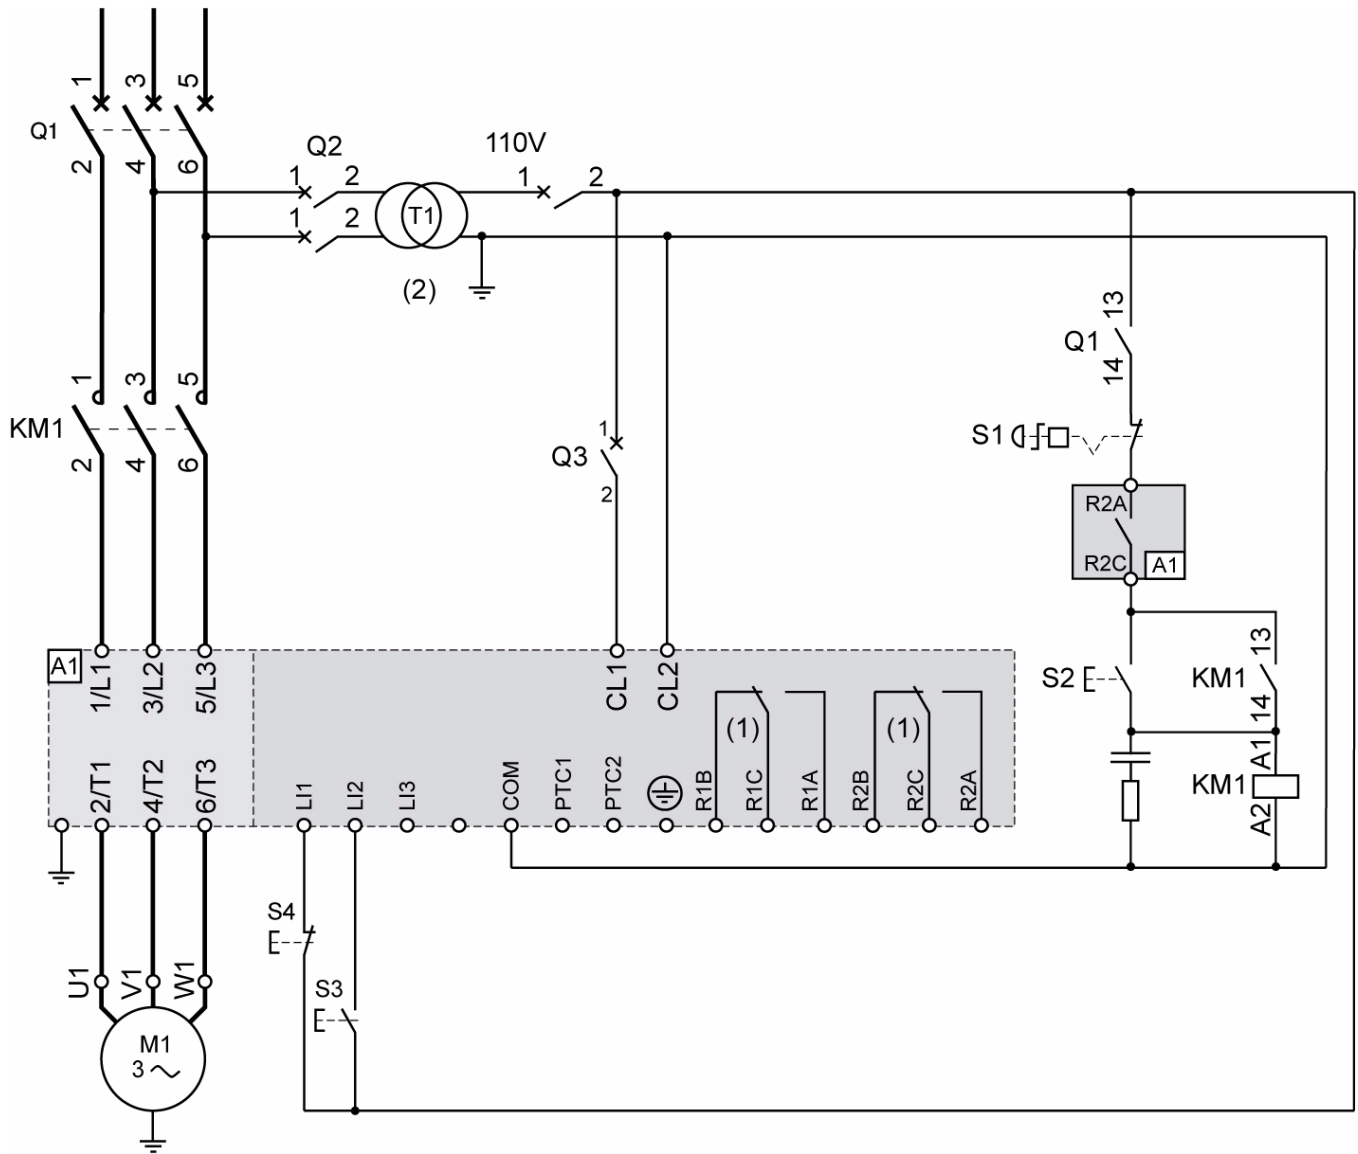 1 3 5
Q1
2 4 6
Q2
1 2
1 2
T1
(2)
110V
1 2
13
Q1
14
1 3 5
KM1
2 4 6
1
Q3
2
S1
R2A
R2C
A1
13
S2
KM1
14
A1
KM1
A2
A1
1/L1 3/L2 5/L3
CL1 CL2
(1) (1)
2/T1 4/T2 6/T3
LI1 LI2 LI3 COM PTC1 PTC2 R1B R1C R1A R2B R2C R2A
S4
S3
U1 V1 W1
M1
3